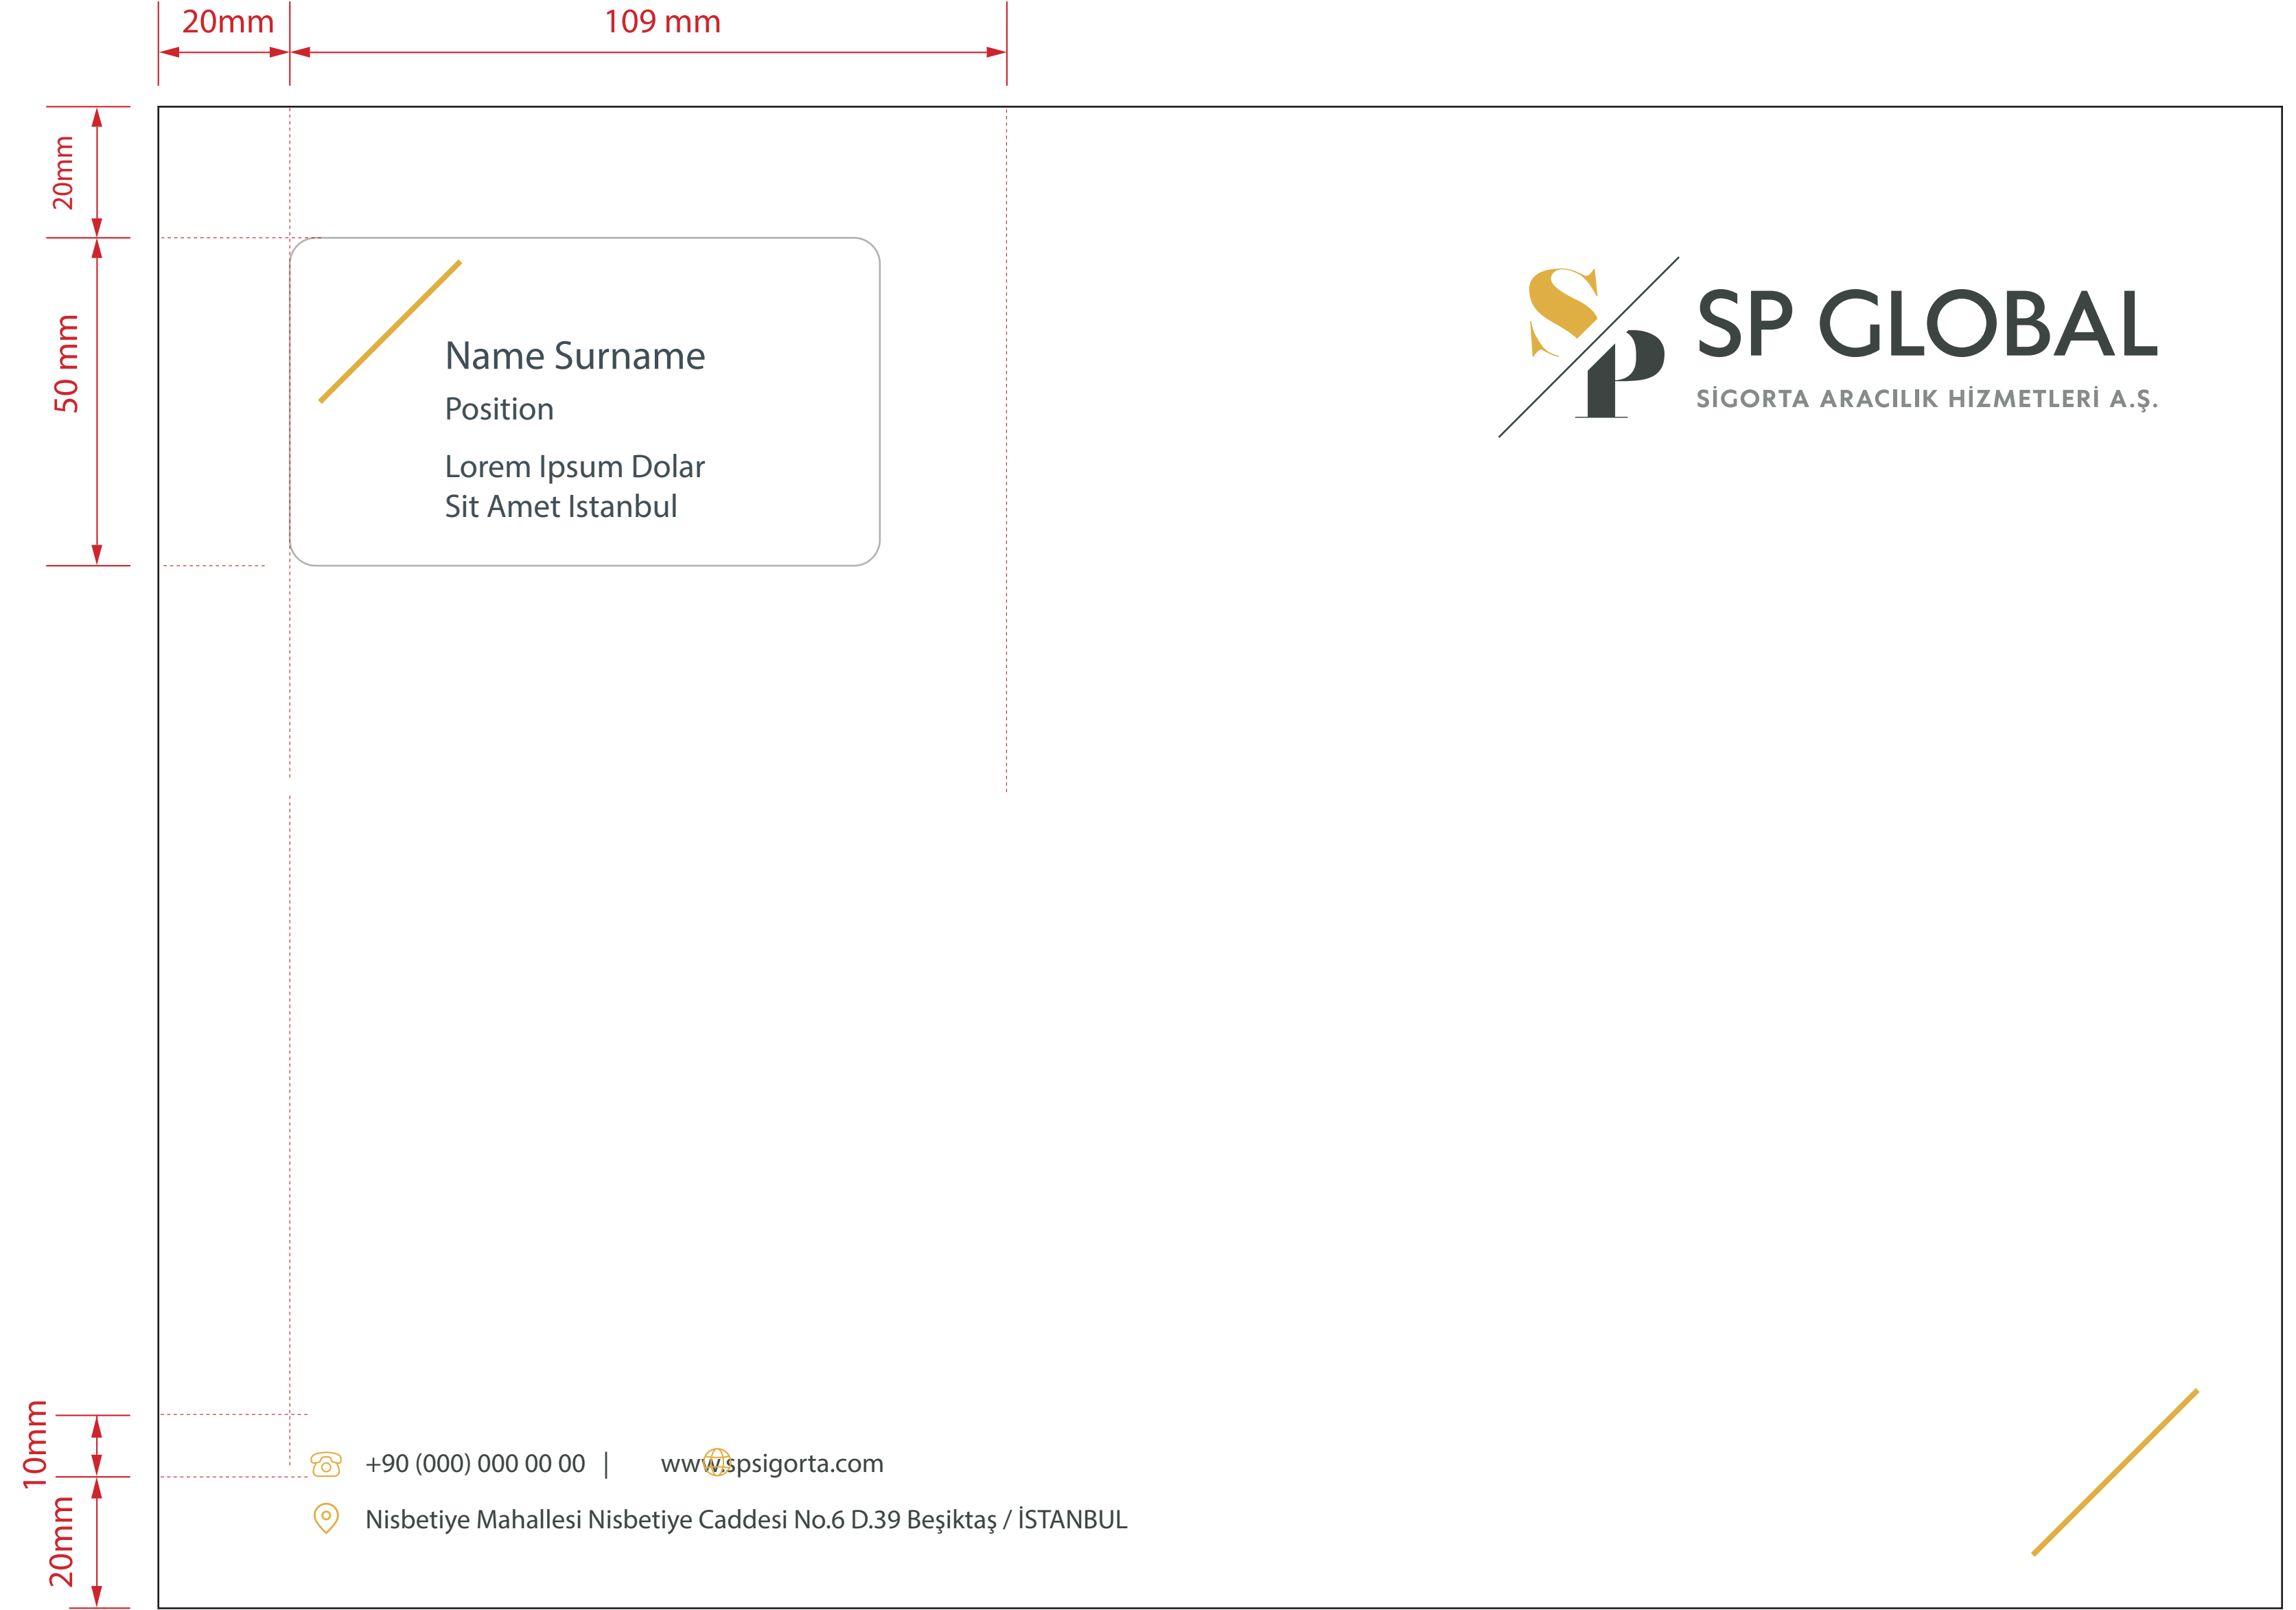 20mm
109 mm
20mm
50 mm
Name Surname
Position
Lorem Ipsum Dolar
Sit Amet Istanbul
SP
SP GLOBAL
SİGORTA ARACILIK HİZMETLERİ A.Ş.
10mm
20mm
+90 (000) 000 00 00 | www.spsigorta.com
Nisbetiye Mahallesi Nisbetiye Caddesi No.6 D.39 Beşiktaş / İSTANBUL